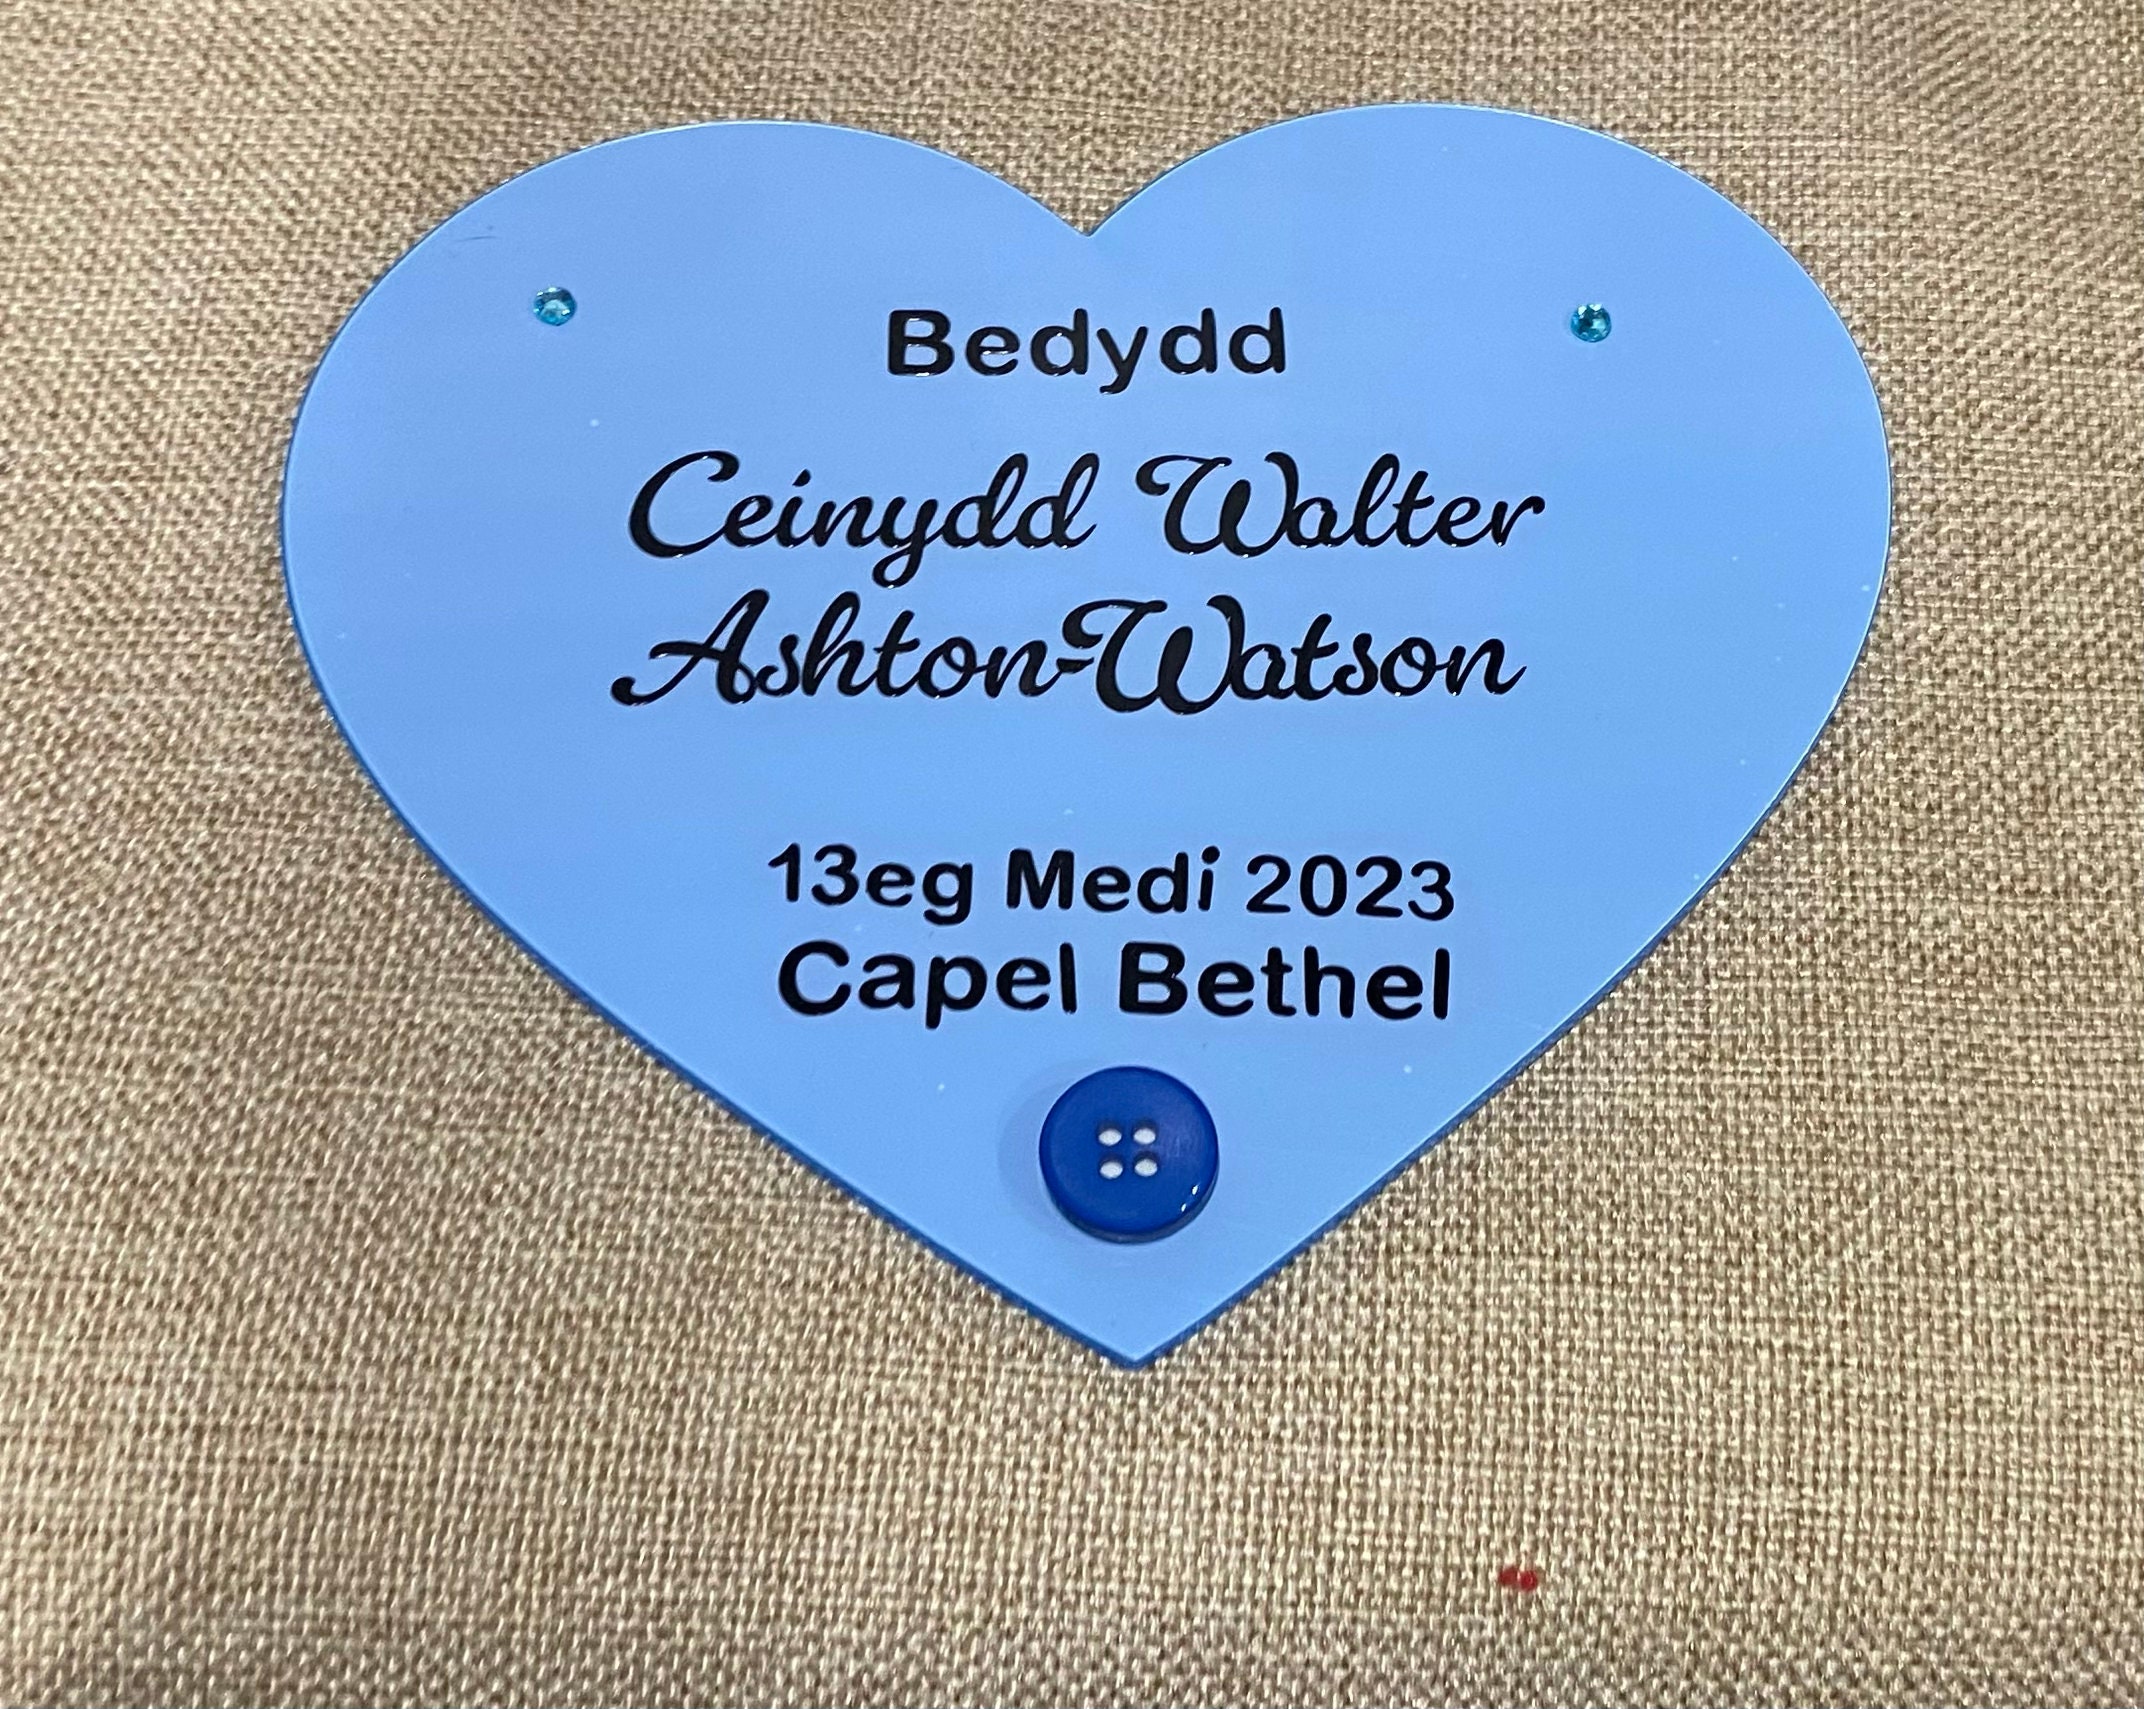 Bedydd
Ceinydd Walter
Ashton-Watson
13eg Medi 2023
Capel Bethel